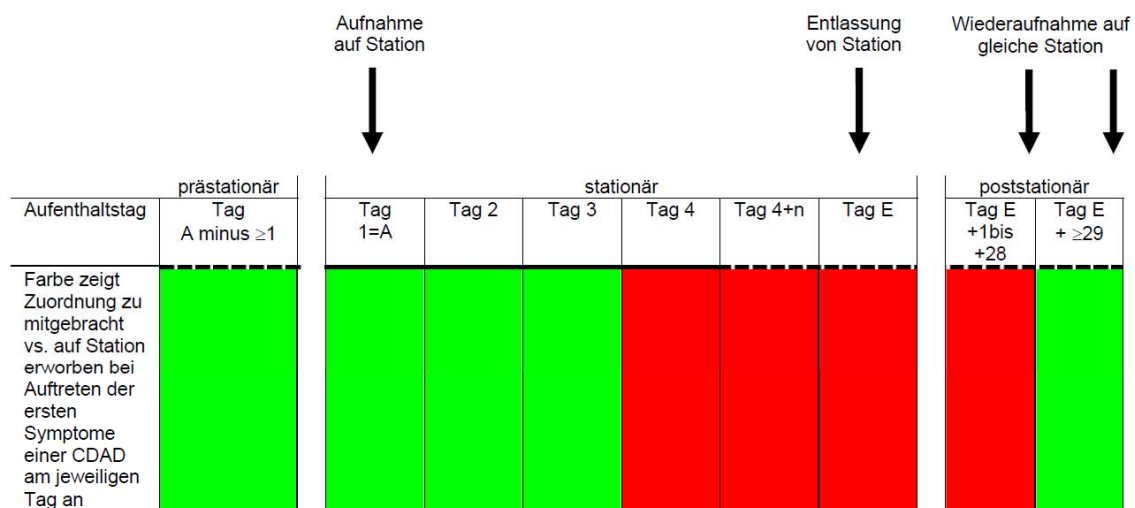 Aufnahme
auf Station
Entlassung
von Station
Wiederaufnahme auf
gleiche Station
prästationär
stationär
poststationär
Aufenthaltstag
Tag
A minus ≥1
Tag
1=A
Tag 2
Tag 3
Tag 4
Tag 4+n
Tag E
Tag E
+1bis
+28
Tag E
+ ≥29
Farbe zeigt
Zuordnung zu
mitgebracht
vs. auf Station
erworben bei
Auftreten der
ersten
Symptome
einer CDAD
am jeweiligen
Tag an